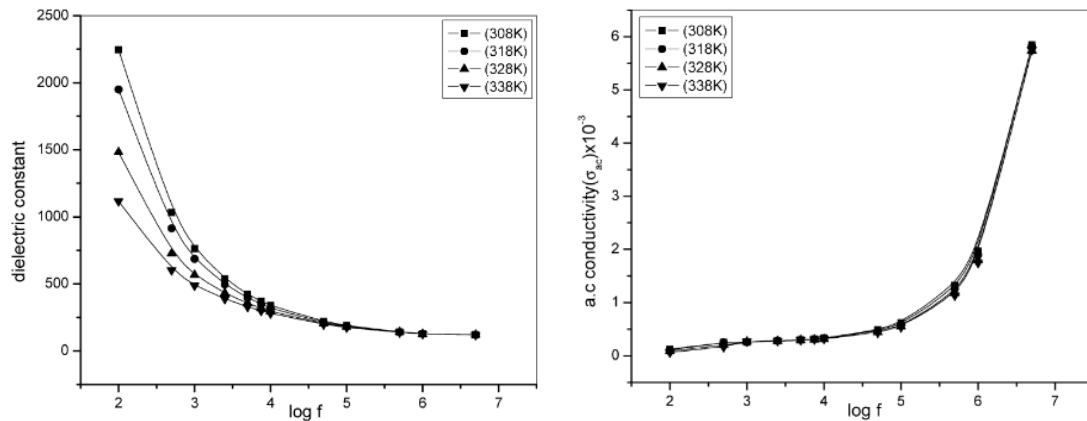 2500
2000
1500
1000
500
0
dielectric constant
(308K)
(318K)
(328K)
(338K)
2 3 4 5 6 7
log f
6
5
4
3
2
1
0
a.c conductivity(σac)x10-3
(308K)
(318K)
(328K)
(338K)
2 3 4 5 6 7
log f